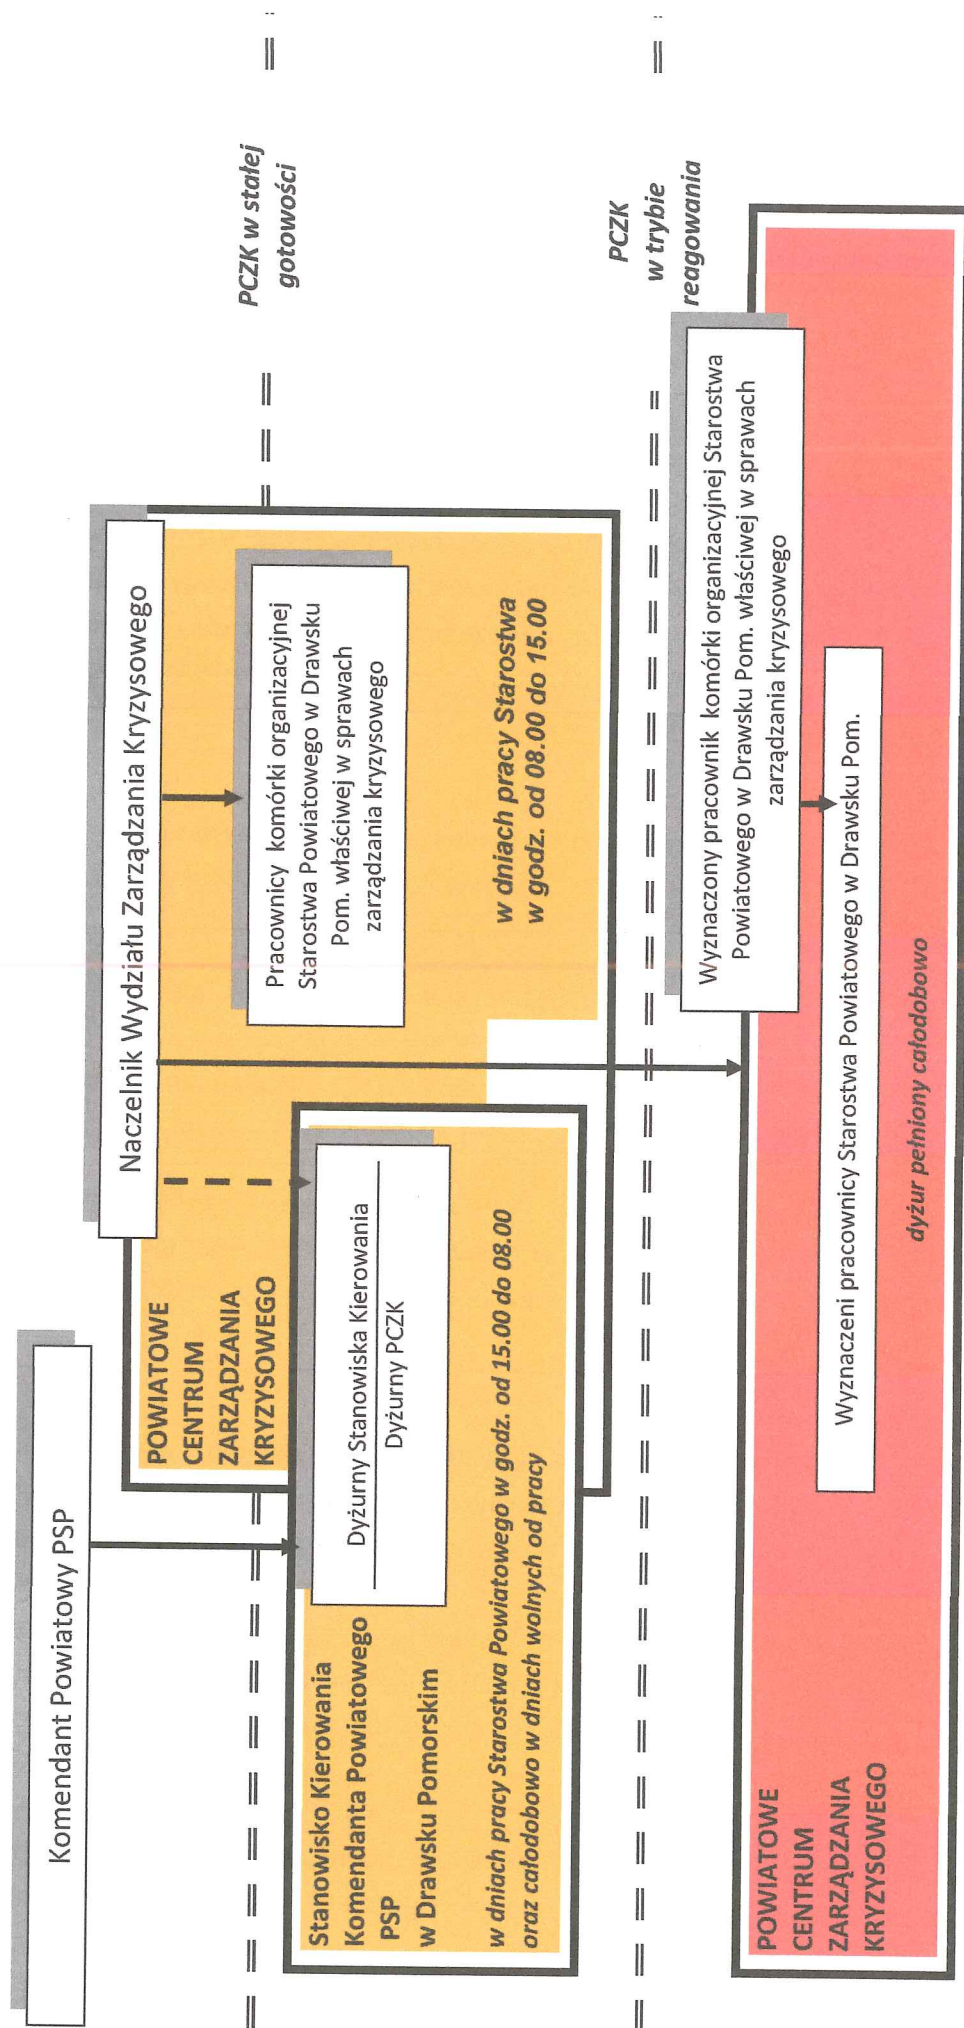 Komendant Powiatowy PSP
Naczelnik Wydziału Zarządzania Kryzysowego
POWIATOWE
CENTRUM
ZARZĄDZANIA
KRYZYSOWEGO
PCZK w stałej
gotowości
Pracownicy komórki organizacyjnej
Starostwa Powiatowego w Drawsku
Pom. właściwej w sprawach
zarządzania kryzysowego
w dniach pracy Starostwa
w godz. od 08.00 do 15.00
Stanowisko Kierowania
Komendanta Powiatowego
PSP
w Drawsku Pomorskim
Dyżurny Stanowiska Kierowania
Dyżurny PCZK
w dniach pracy Starostwa Powiatowego w godz. od 15.00 do 08.00
oraz całodobowo w dniach wolnych od pracy
PCZK
w trybie
reagowania
Wyznaczony pracownik komórki organizacyjnej Starostwa
Powiatowego w Drawsku Pom. właściwej w sprawach
zarządzania kryzysowego
POWIATOWE
CENTRUM
ZARZĄDZANIA
KRYZYSOWEGO
Wyznaczeni pracownicy Starostwa Powiatowego w Drawsku Pom.
dyżur pełniony całodobowo